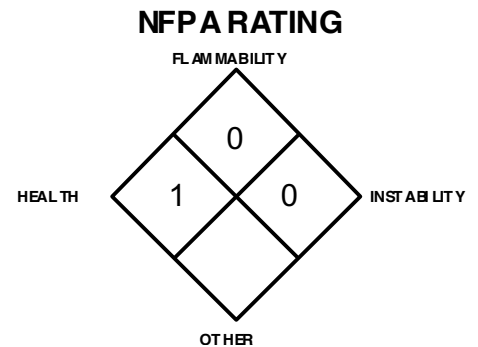 NFPA RATING
FLAMMABILITY
0
HEALTH 1 0 INSTABILITY
OTHER